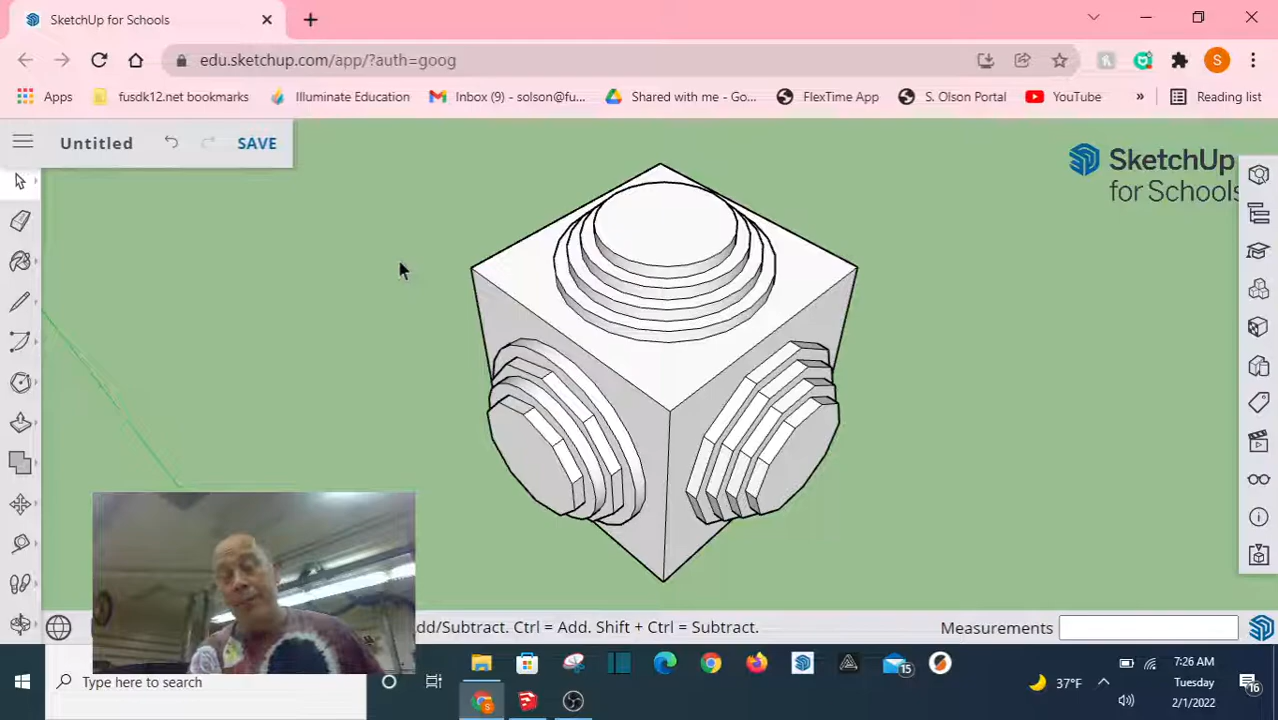 SketchUp for Schools
edu.sketchup.com/app/?auth=goog
S
Apps
fusdk12.net bookmarks
Illuminate Education
Inbox (9) - solson@fu...
Shared with me - Go...
FlexTime App
S. Olson Portal
YouTube
»
Reading list
Untitled
SAVE
SketchUp
for Schools
dd/Subtract. Ctrl = Add. Shift + Ctrl = Subtract.
Measurements
Type here to search
15
37°F
7:26 AM
Tuesday
2/1/2022
16
S